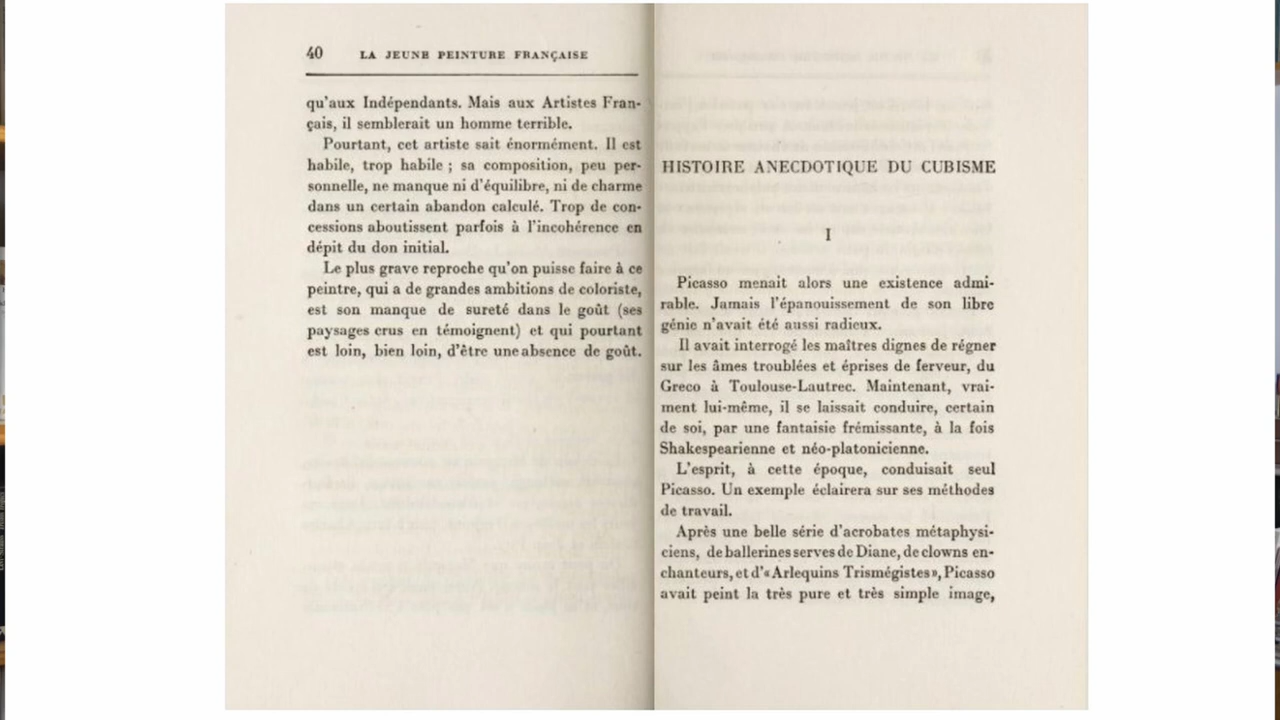 40 LA JEUNE PEINTURE FRANÇAISE
qu'aux Indépendants. Mais aux Artistes Fran-
çais, il semblerait un homme terrible.
Pourtant, cet artiste sait énormément. Il est
habile, trop habile ; sa composition, peu per-
sonnelle, ne manque ni d'équilibre, ni de charme
dans un certain abandon calculé. Trop de con-
cessions aboutissent parfois à l'incohérence en
dépit du don initial.
Le plus grave reproche qu'on puisse faire à ce
peintre, qui a de grandes ambitions de coloriste,
est son manque de sureté dans le goût (ses
paysages crus en témoignent) et qui pourtant
est loin, bien loin, d'être une absence de goût.
HISTOIRE ANECDOTIQUE DU CUBISME
I
Picasso menait alors une existence admi-
rable. Jamais l'épanouissement de son libre
génie n'avait été aussi radieux.
Il avait interrogé les maîtres dignes de régner
sur les âmes troublées et éprises de ferveur, du
Greco à Toulouse-Lautrec. Maintenant, vrai-
ment lui-même, il se laissait conduire, certain
de soi, par une fantaisie frémissante, à la fois
Shakespearienne et néo-platonicienne.
L'esprit, à cette époque, conduisait seul
Picasso. Un exemple éclairera sur ses méthodes
de travail.
Après une belle série d'acrobates métaphysi-
ciens, de ballerines serves de Diane, de clowns en-
chanteurs, et d'« Arlequins Trismégistes », Picasso
avait peint la très pure et très simple image,